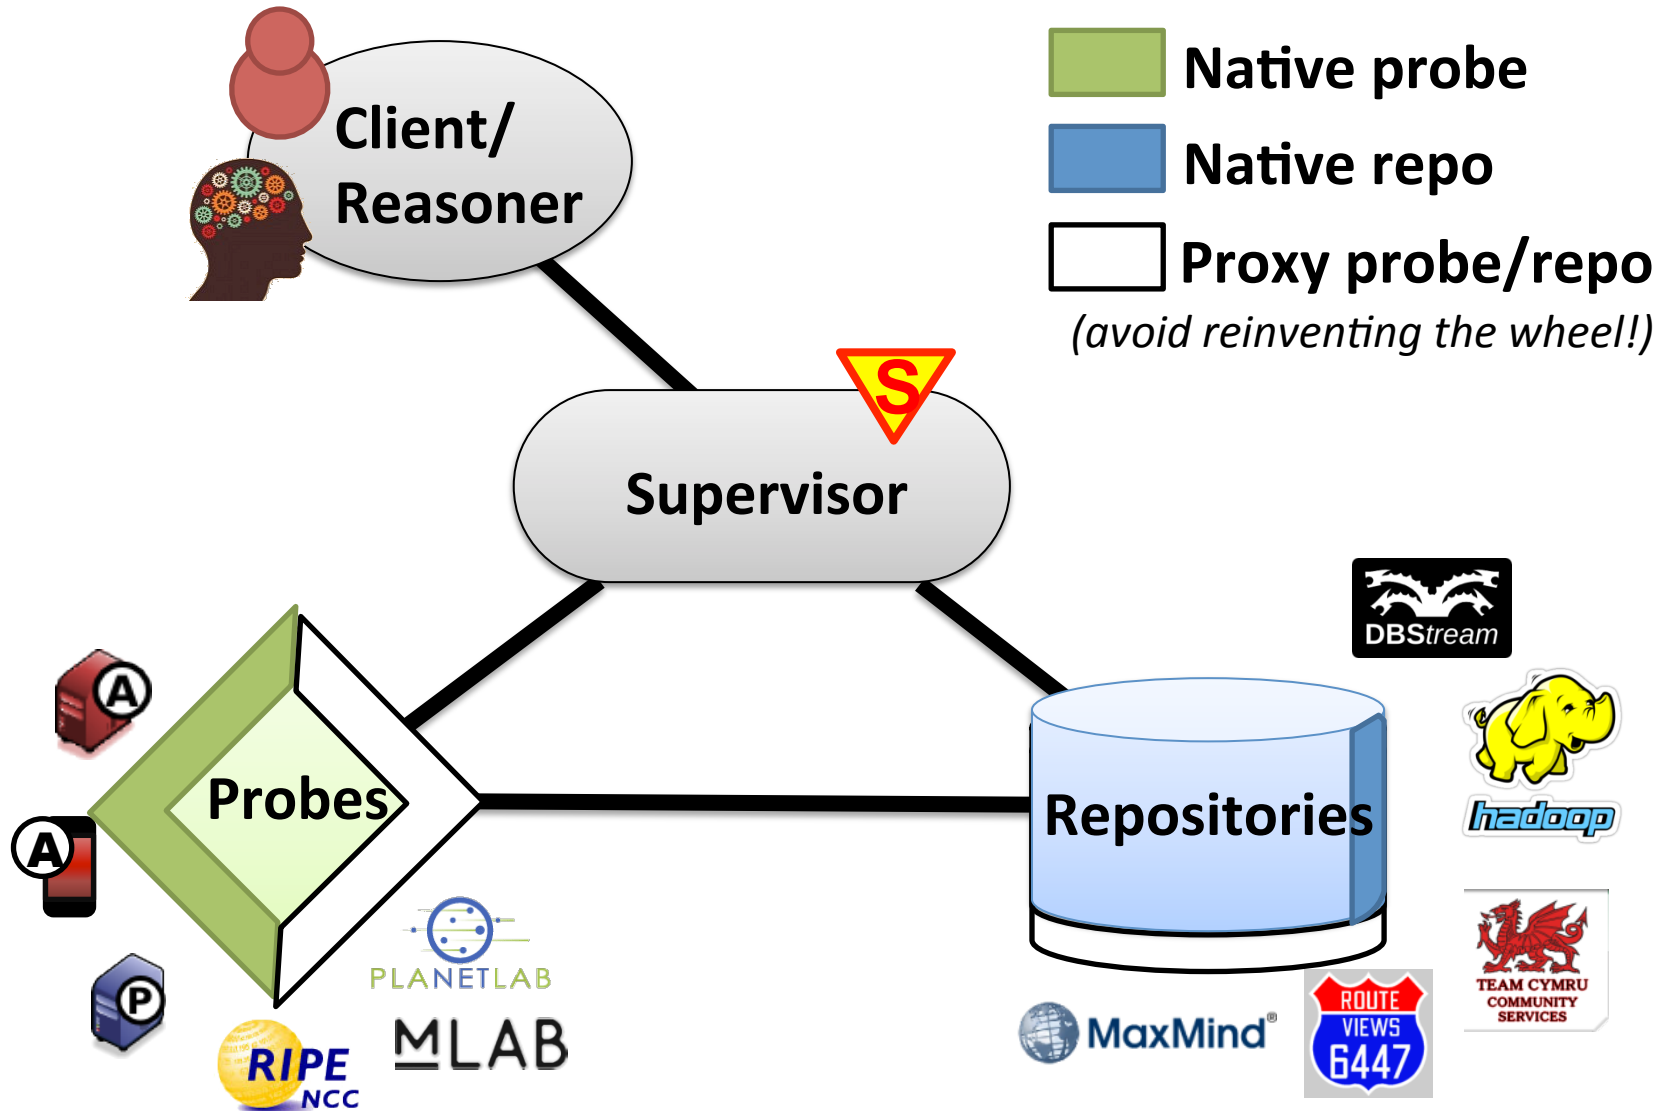 Client/
Reasoner
Native probe
Native repo
Proxy probe/repo
(avoid reinventing the wheel!)
S
Supervisor
DBStream
A
Probes
Repositories
hadoop
A
PLANETLAB
P
TEAM CYMRU
COMMUNITY
SERVICES
MLAB
RIPE
NCC
MaxMind®
ROUTE
VIEWS
6447